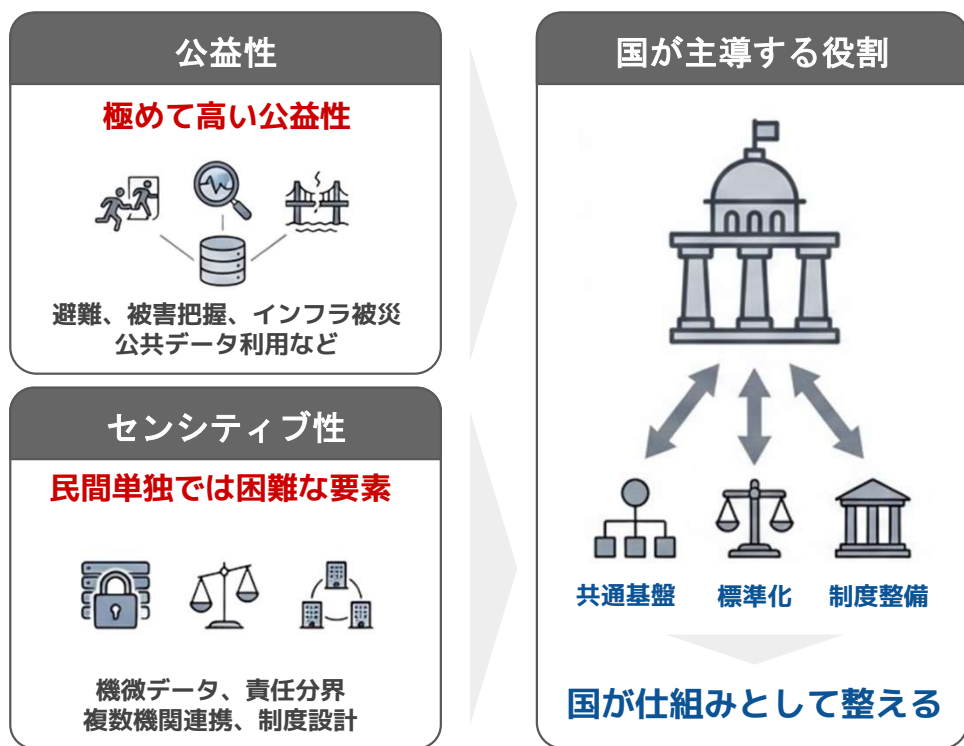 公益性
極めて高い公益性
避難、被害把握、インフラ被災
公共データ利用など
センシティブ性
民間単独では困難な要素
機微データ、責任分界
複数機関連携、制度設計
国が主導する役割
共通基盤
標準化
制度整備
国が仕組みとして整える